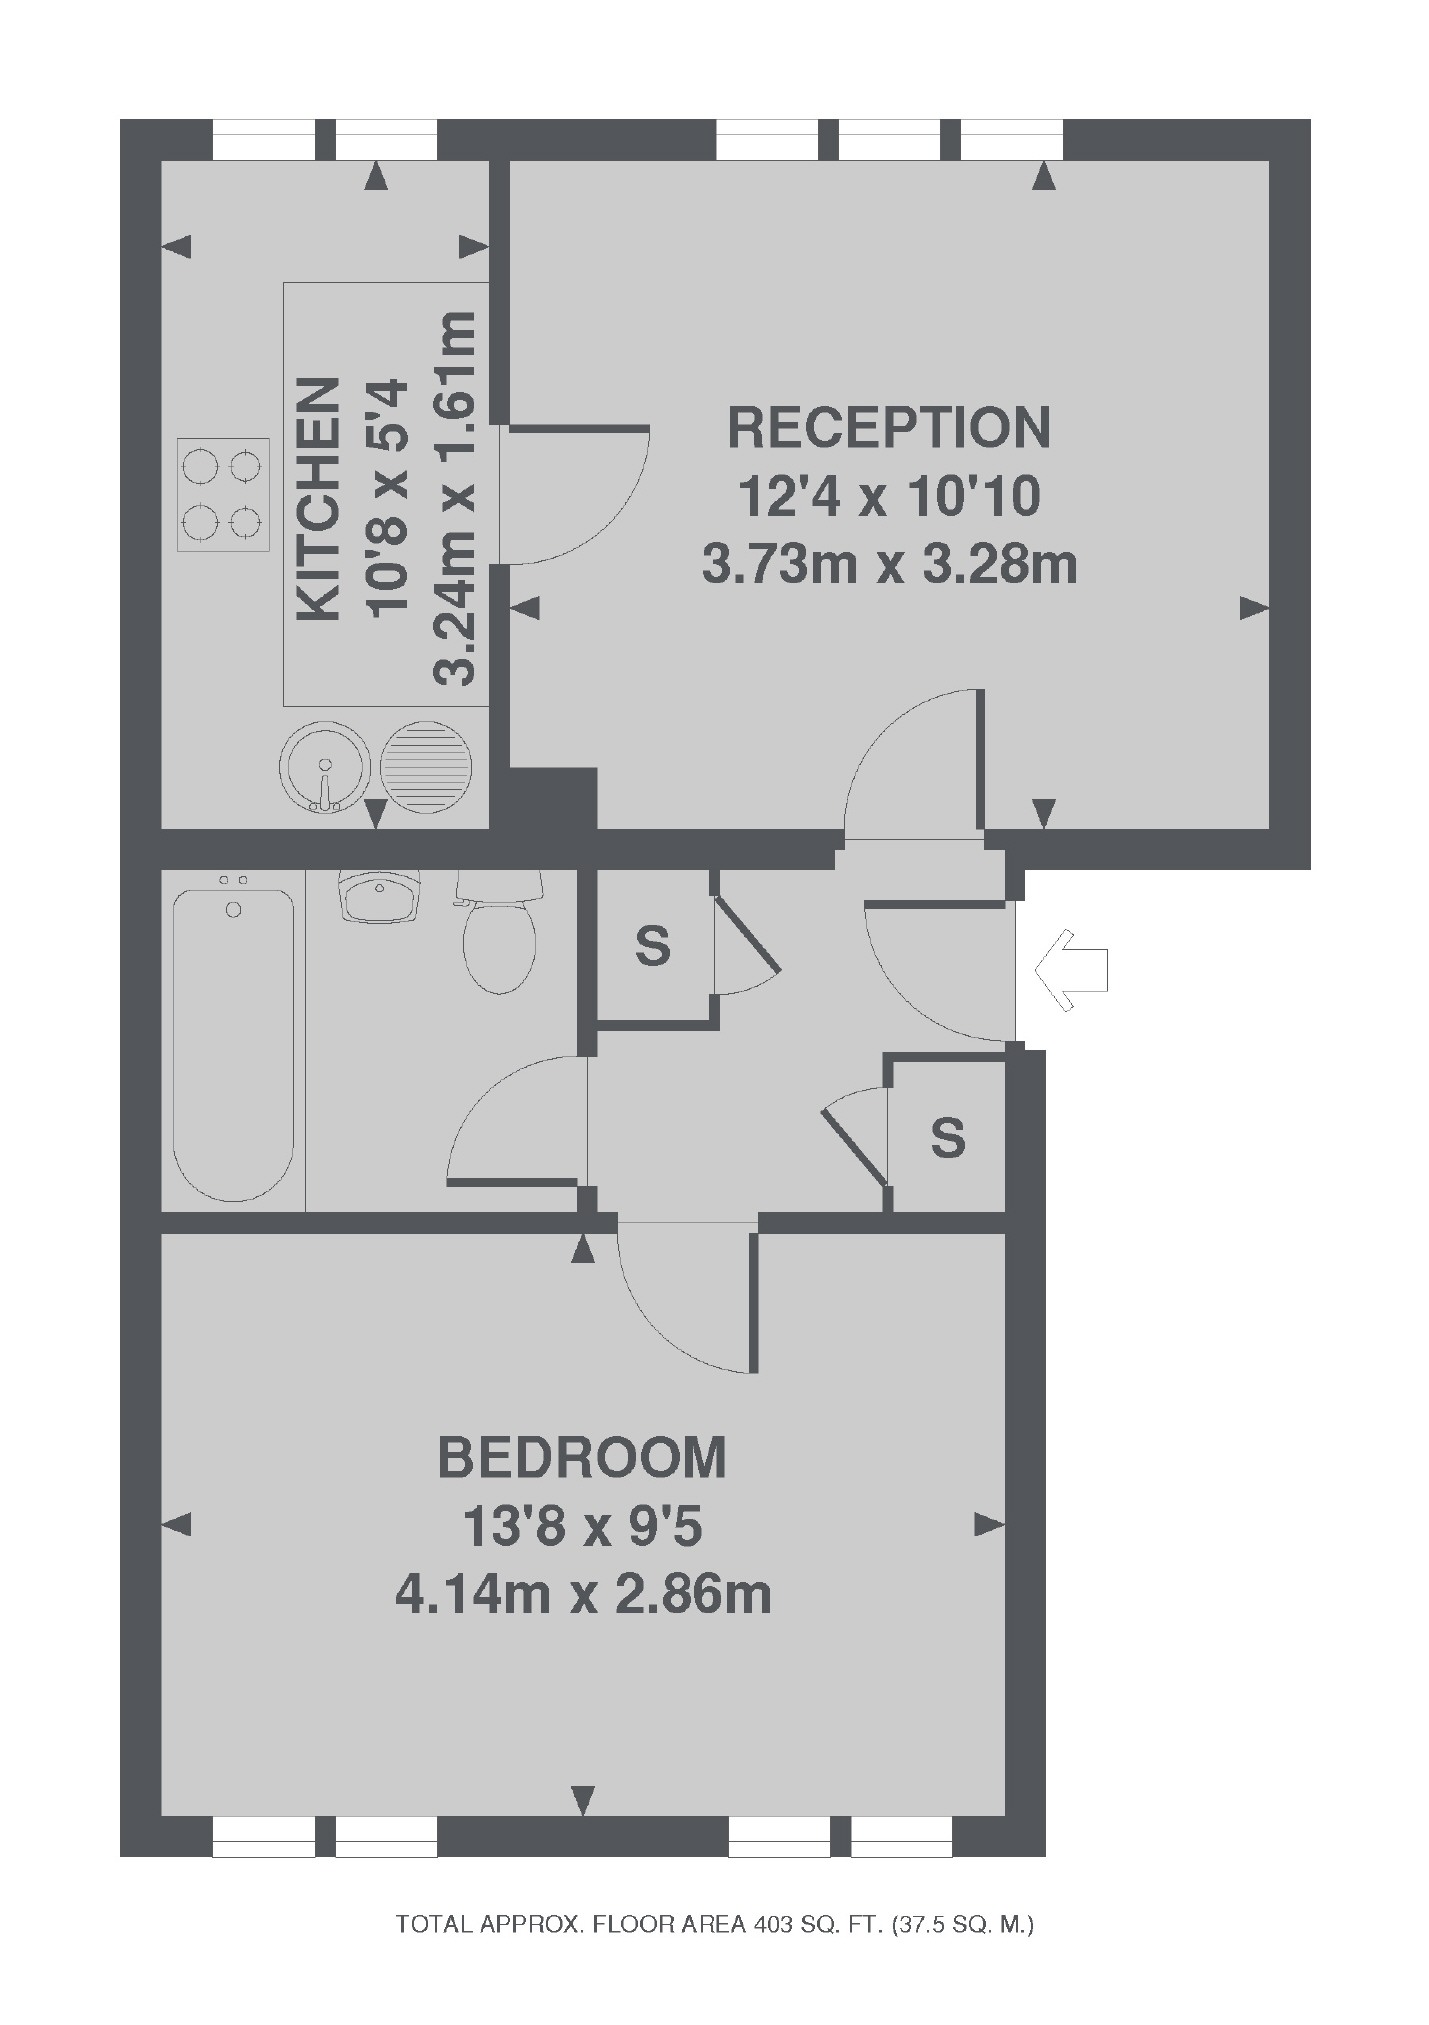 KITCHEN
10'8 x 5'4
3.24m x 1.61m
RECEPTION
12'4 x 10'10
3.73m x 3.28m
S
S
BEDROOM
13'8 x 9'5
4.14m x 2.86m
TOTAL APPROX. FLOOR AREA 403 SQ. FT. (37.5 SQ. M.)